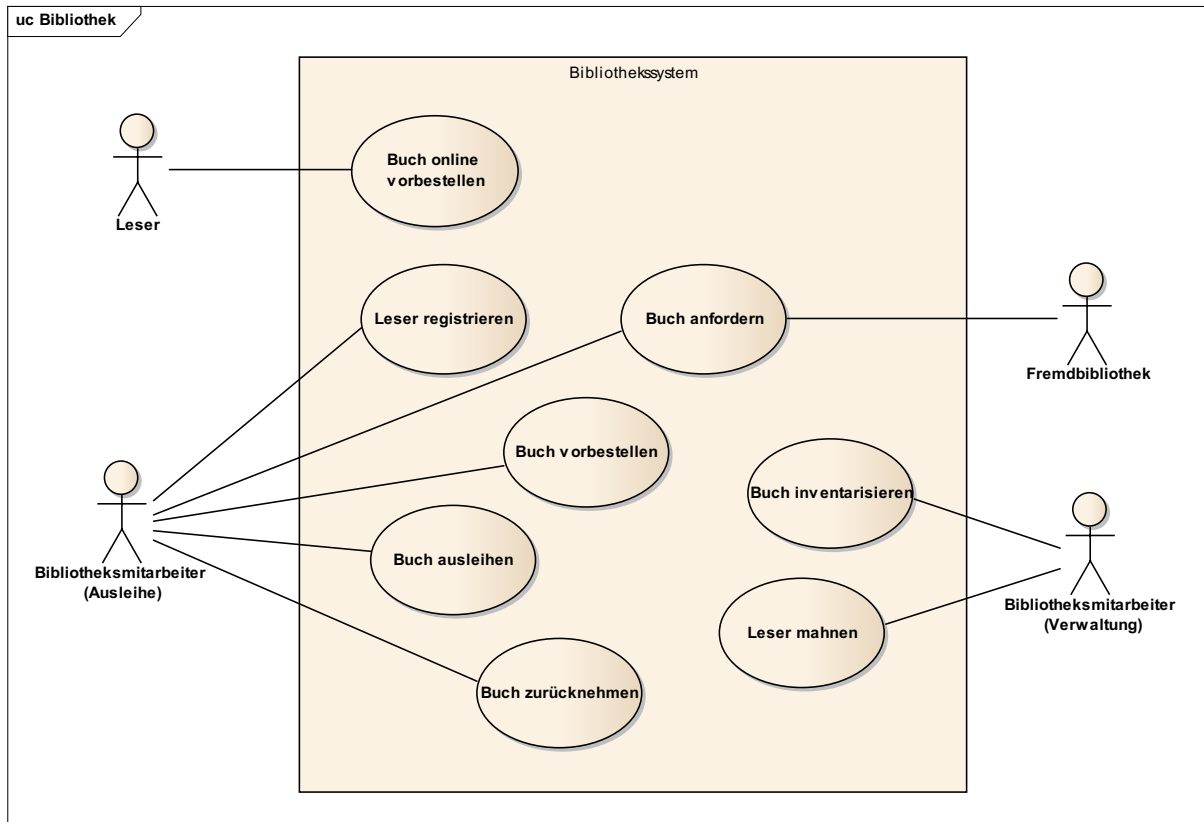 uc Bibliothek
Bibliothekssystem
Buch online
vorbestellen
Leser
Leser registrieren
Buch anfordern
Fremdbibliothek
Buch vorbestellen
Buch inventarisieren
Buch ausleihen
Bibliotheksmitarbeiter
(Ausleihe)
Bibliotheksmitarbeiter
(Verwaltung)
Leser mahnen
Buch zurücknehmen